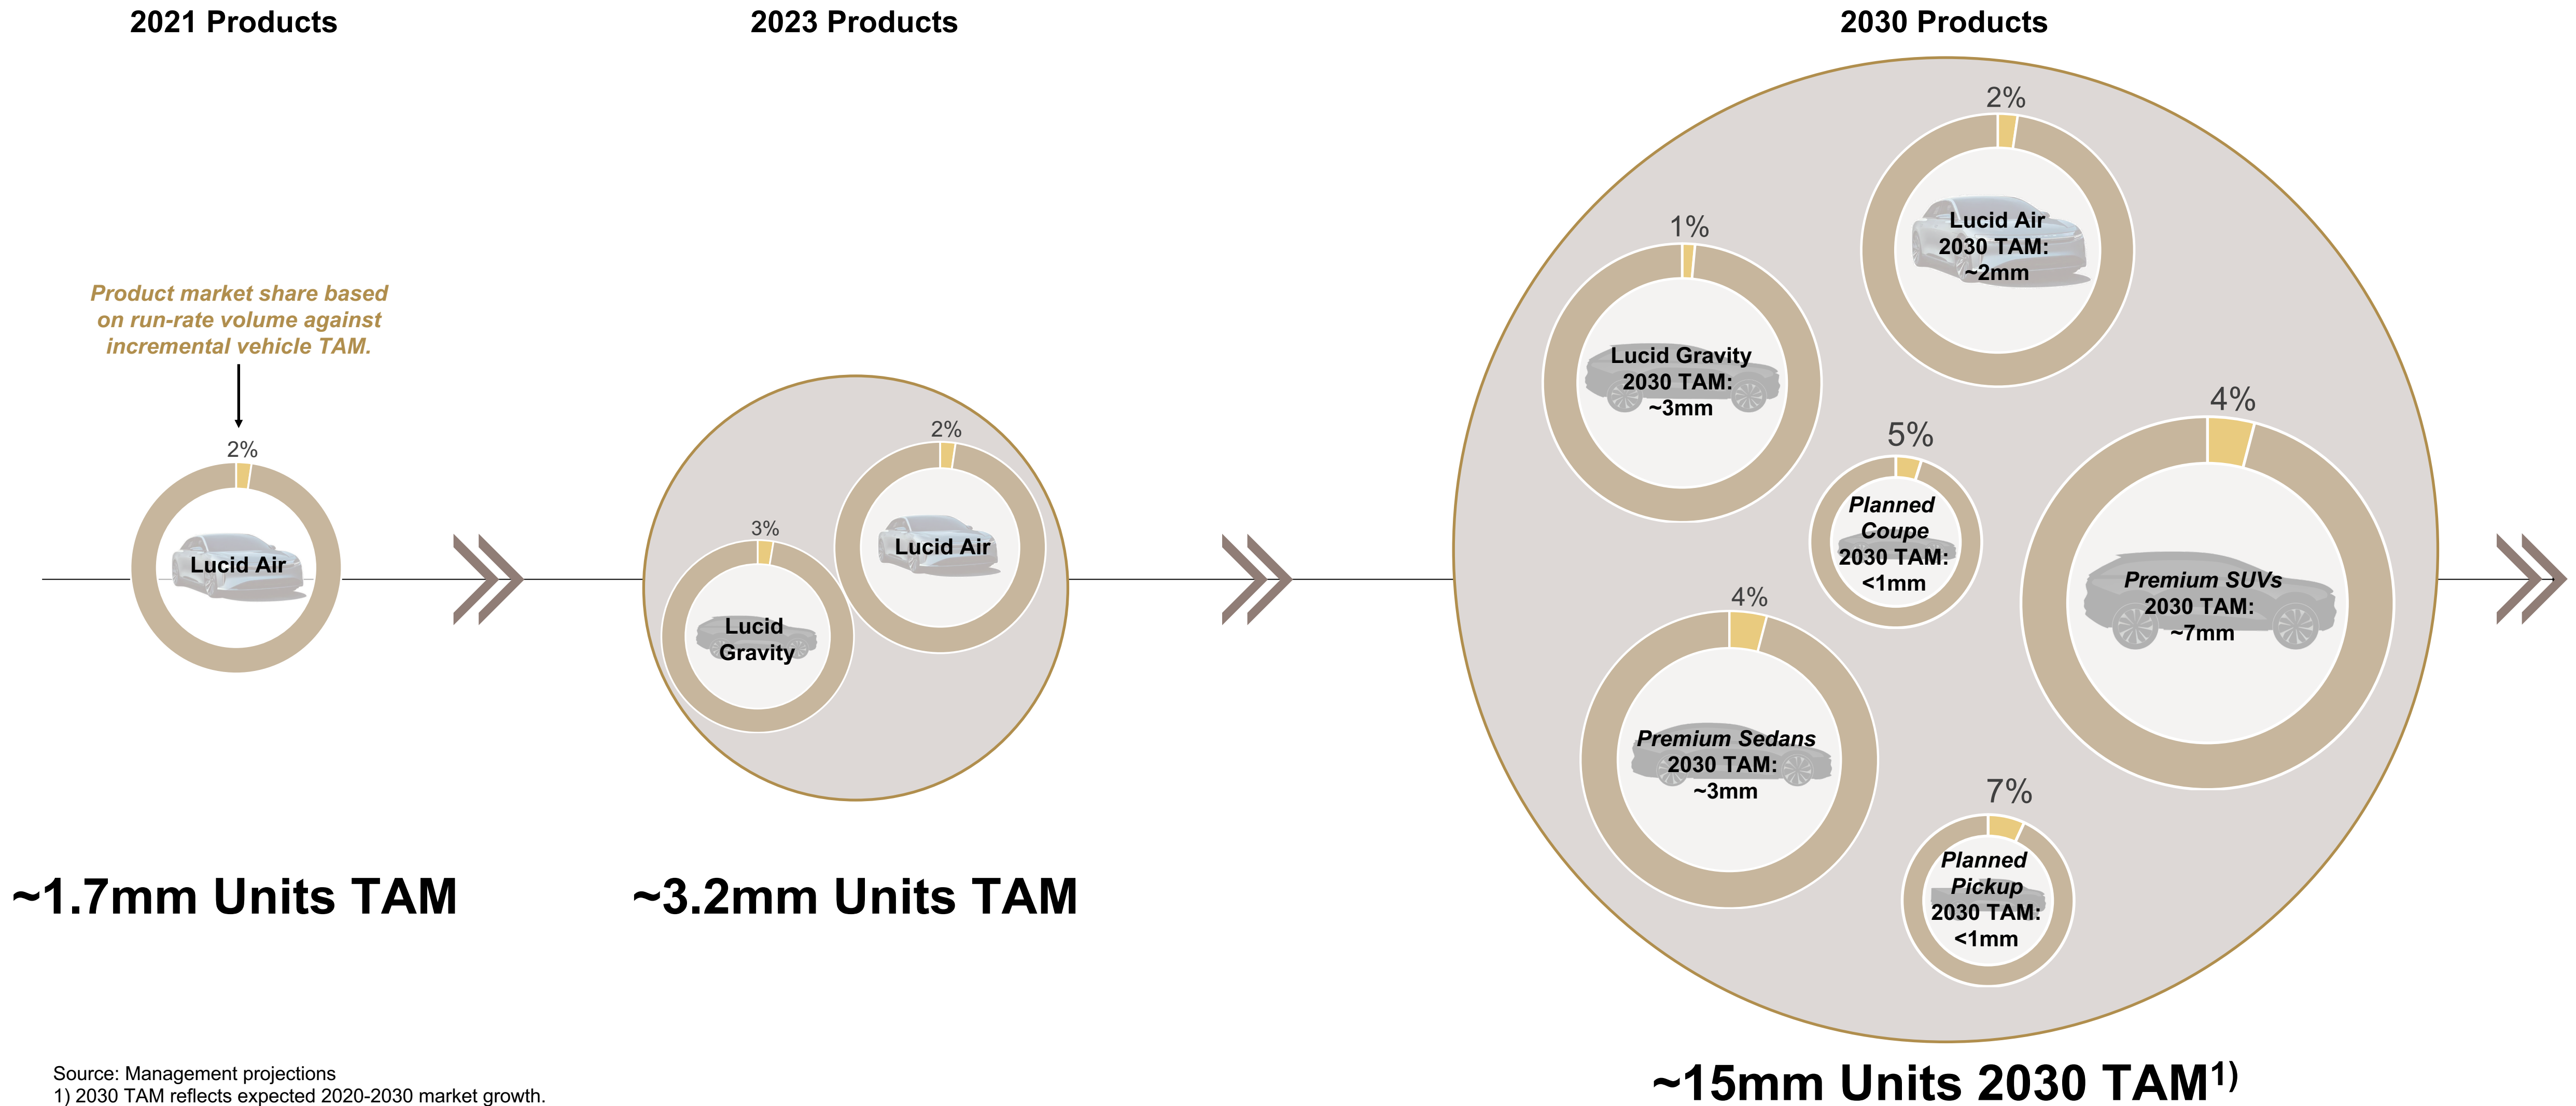 2021 Products
2023 Products
2030 Products
Product market share based
on run-rate volume against
incremental vehicle TAM.
2%
Lucid Air
~1.7mm Units TAM
2%
Lucid Air
3%
Lucid
Gravity
~3.2mm Units TAM
2%
Lucid Air
2030 TAM:
~2mm
1%
Lucid Gravity
2030 TAM:
~3mm
4%
Premium SUVs
2030 TAM:
~7mm
5%
Planned
Coupe
2030 TAM:
<1mm
4%
Premium Sedans
2030 TAM:
~3mm
7%
Planned
Pickup
2030 TAM:
<1mm
~15mm Units 2030 TAM1)
Source: Management projections
1) 2030 TAM reflects expected 2020-2030 market growth.